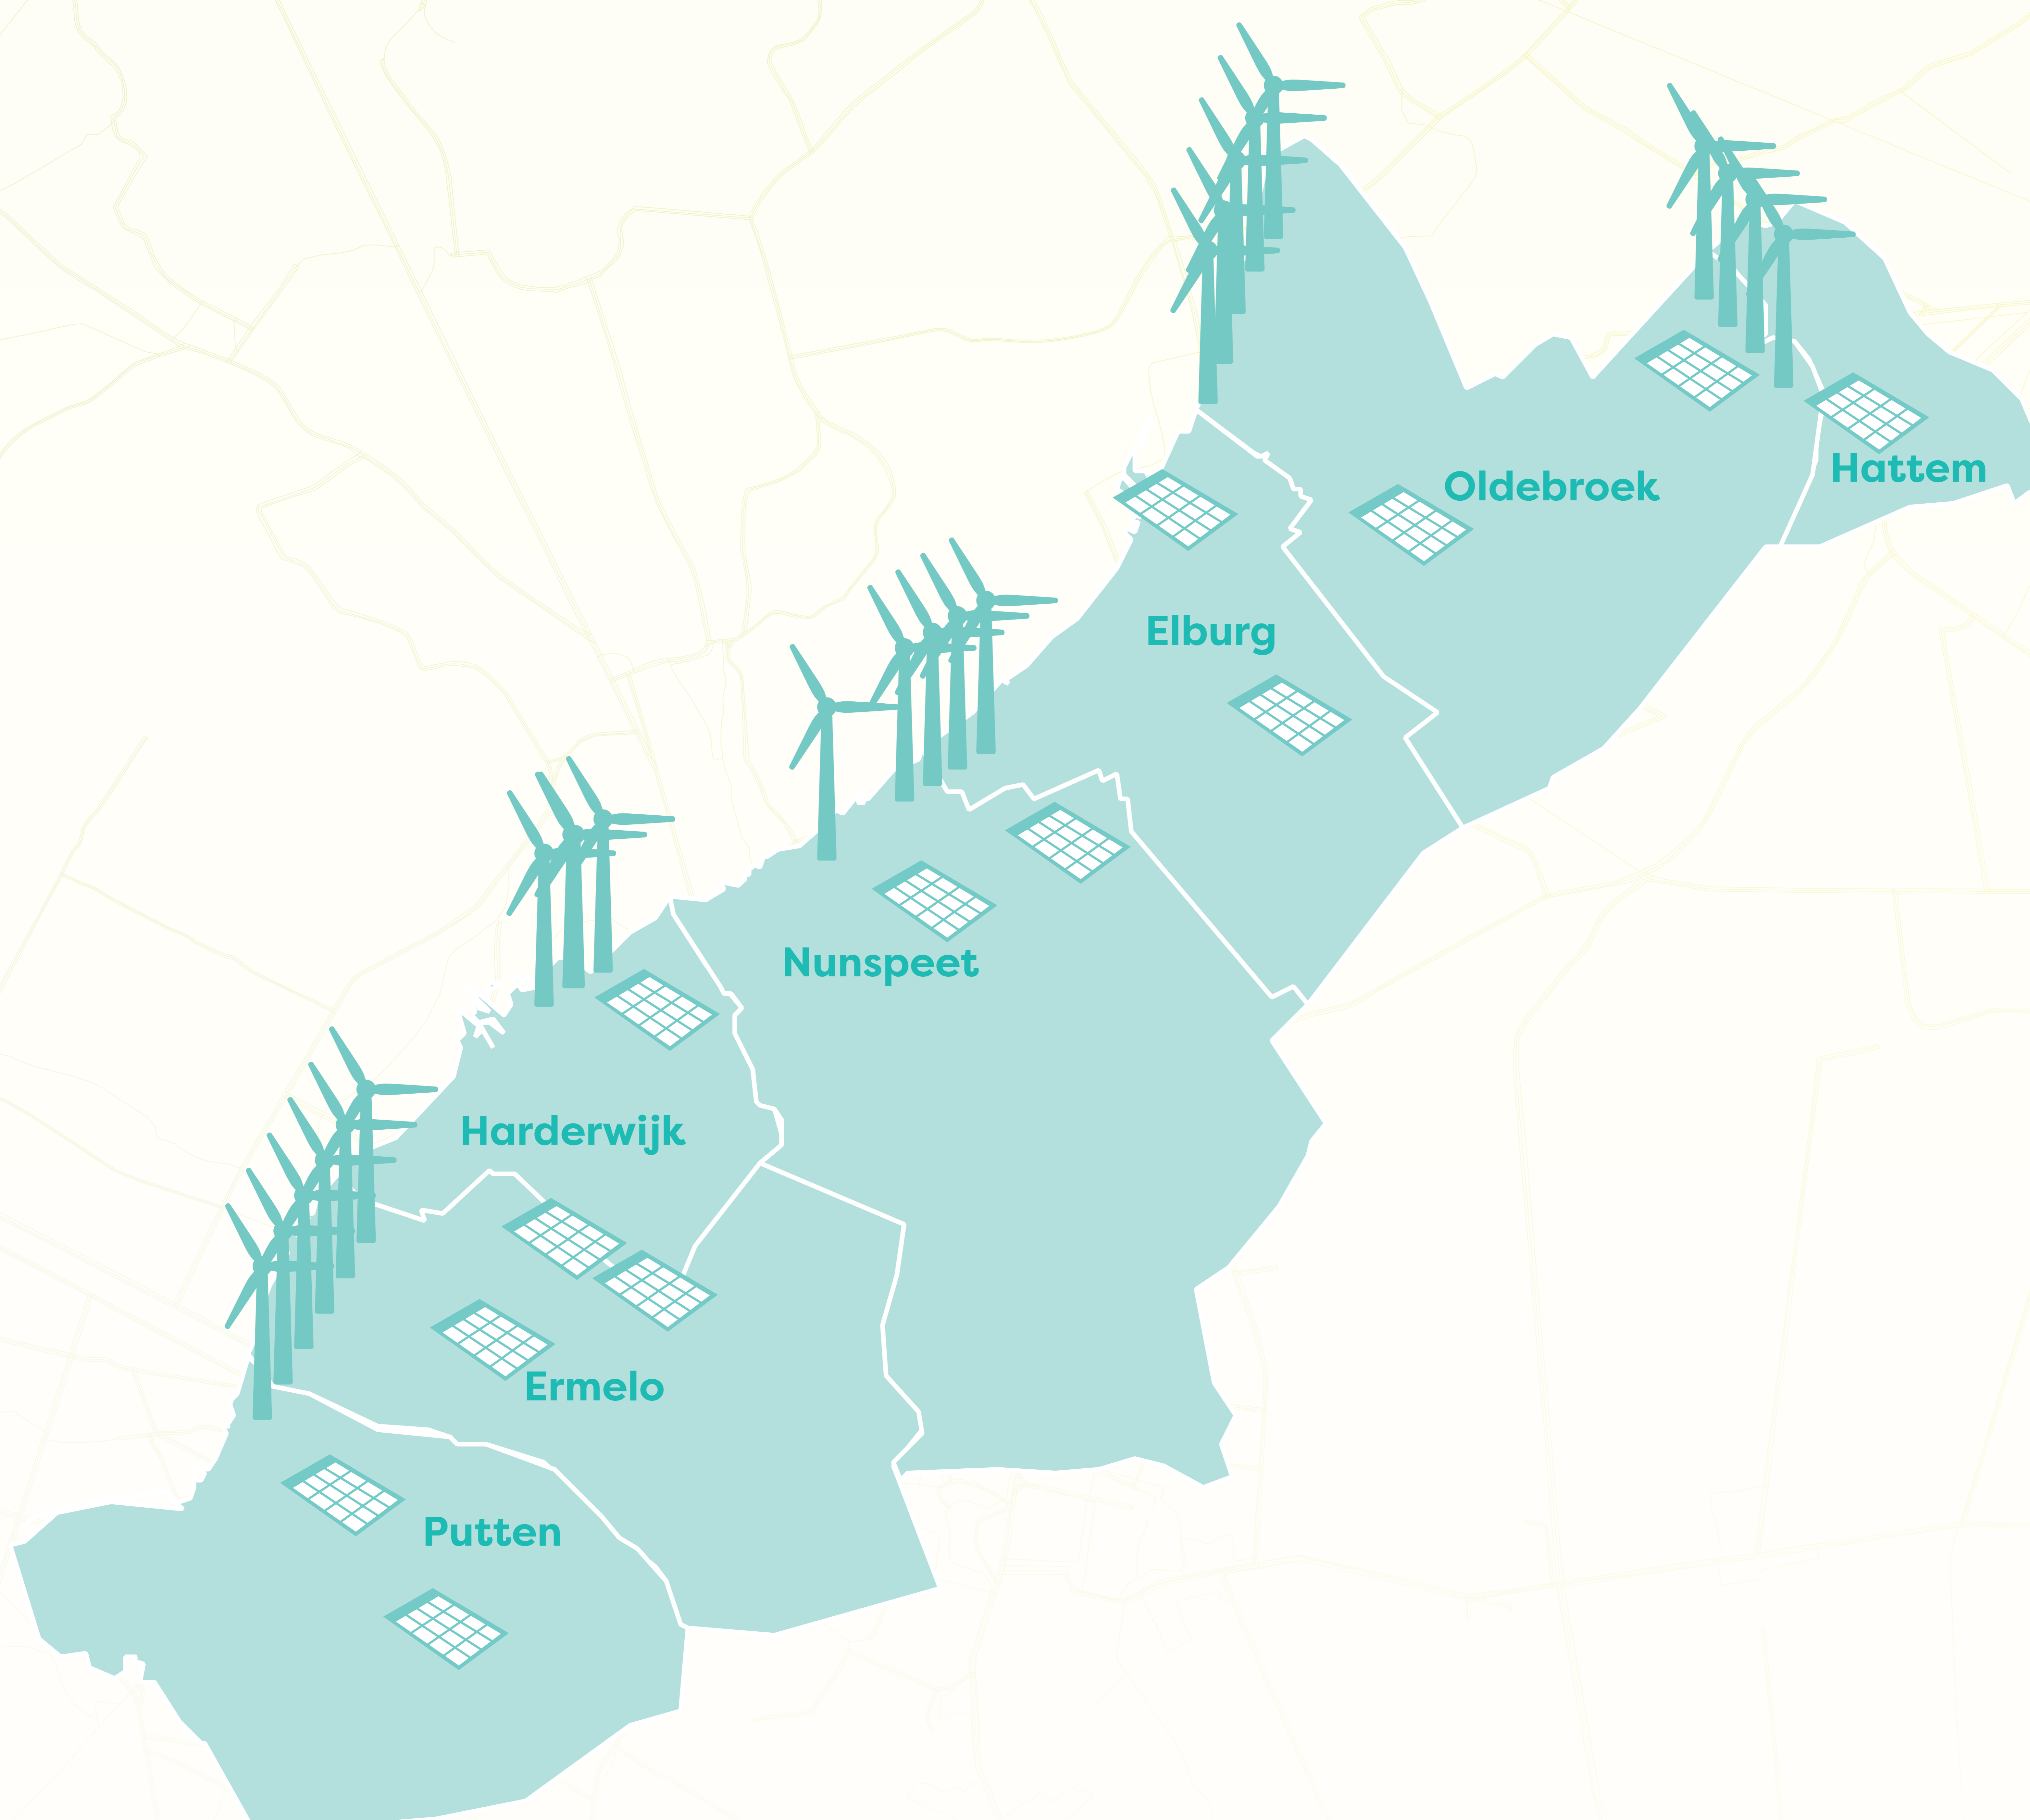 Hattem
Oldebroek
Elburg
Nunspeet
Harderwijk
Ermelo
Putten